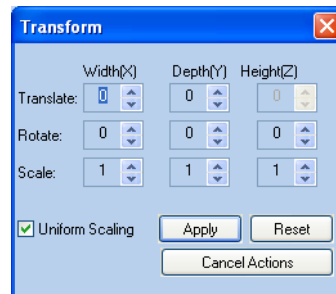 Transform
Width(X) Depth(Y) Height(Z)
Translate: 0 0 0
Rotate: 0 0 0
Scale: 1 1 1
Uniform Scaling Apply Reset
Cancel Actions